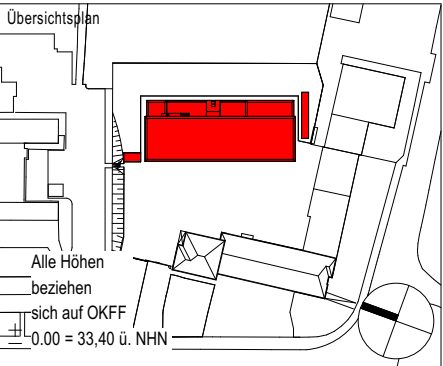 Übersichtsplan
Alle Höhen
beziehen
sich auf OKFF
0.00 = 33,40 ü. NHN